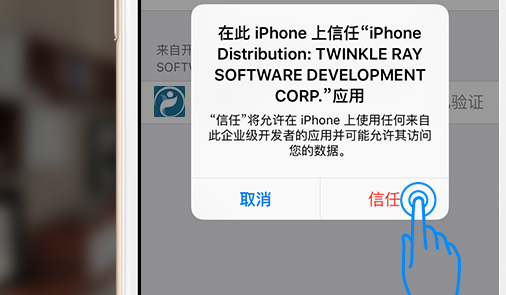 在此 iPhone 上信任“iPhone
Distribution: TWINKLE RAY
SOFTWARE DEVELOPMENT
CORP.”应用
“信任”将允许在 iPhone 上使用任何来自
此企业级开发者的应用并可能允许其访问
您的数据。
取消
信任
来自开
SOFTW
验证